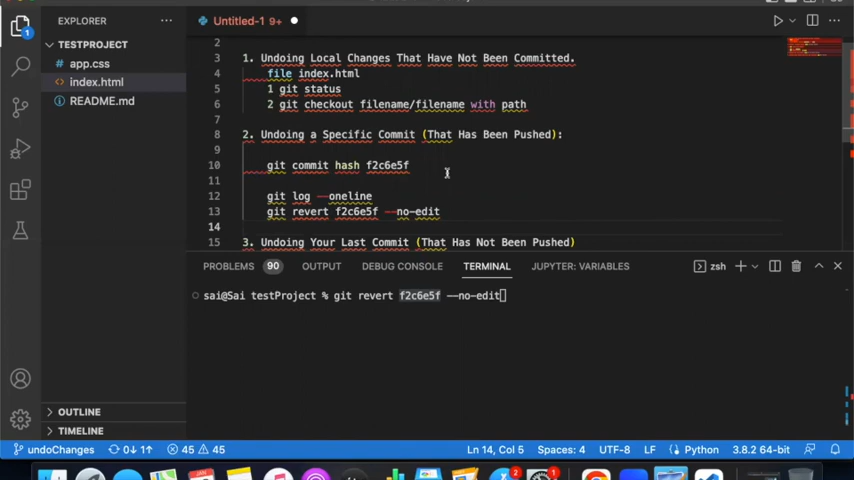 EXPLORER
Untitled-1 9+
TESTPROJECT
app.css
index.html
README.md
1
2
3 1. Undoing Local Changes That Have Not Been Committed.
4 file index.html
5 1 git status
6 2 git checkout filename/filename with path
7
8 2. Undoing a Specific Commit (That Has Been Pushed):
9
10 git commit hash f2c6e5f
11
12 git log --oneline
13 git revert f2c6e5f --no-edit
14
15 3. Undoing Your Last Commit (That Has Not Been Pushed)
PROBLEMS 90 OUTPUT DEBUG CONSOLE TERMINAL JUPYTER: VARIABLES
zsh
sai@Sai testProject % git revert f2c6e5f --no-edit
OUTLINE
TIMELINE
undoChanges 0↓ 1↑ 45 45 Ln 14, Col 5 Spaces: 4 UTF-8 LF Python 3.8.2 64-bit
2 1